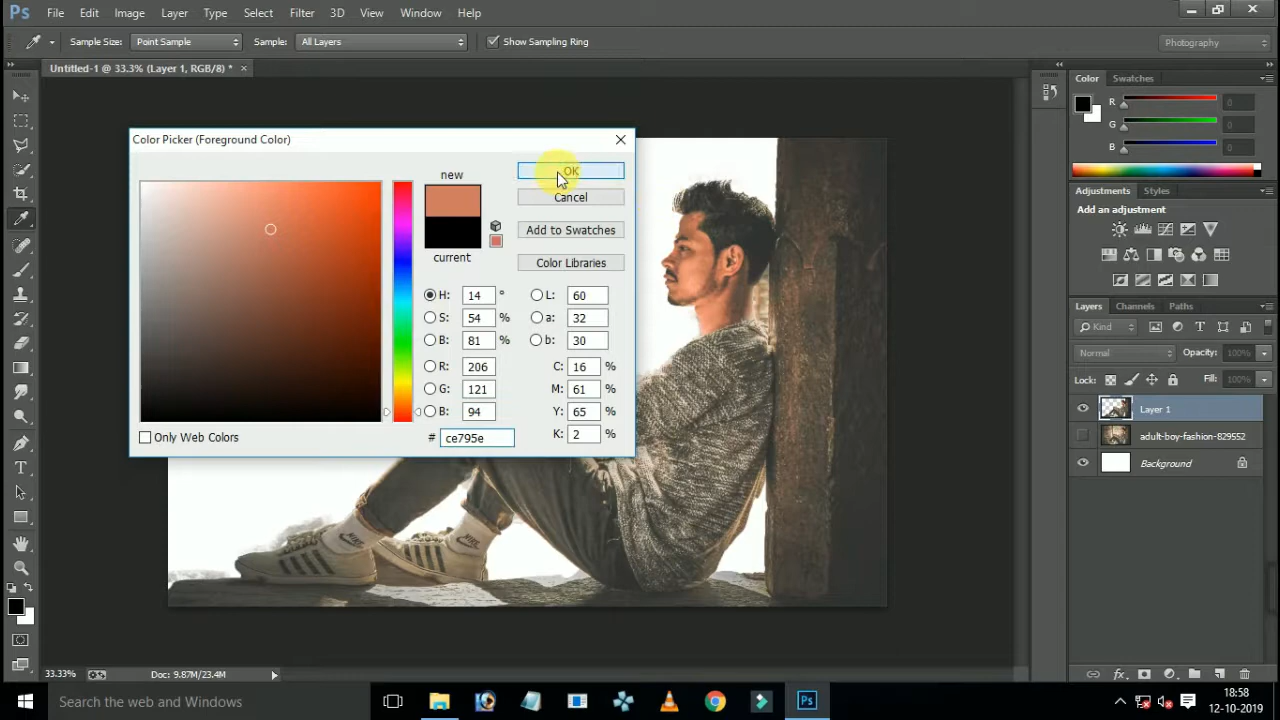 Ps File Edit Image Layer Type Select Filter 3D View Window Help
Sample Size: Point Sample Sample: All Layers Show Sampling Ring Photography
Untitled-1 @ 33.3% (Layer 1, RGB/8) * ×
Color Swatches
R 0
G 0
B 0
Color Picker (Foreground Color)
new
OK
Cancel
Add to Swatches
current
Color Libraries
H: 14 ° L: 60
S: 54 % a: 32
B: 81 % b: 30
R: 206 C: 16 %
G: 121 M: 61 %
B: 94 Y: 65 %
# ce795e K: 2 %
Only Web Colors
Adjustments Styles
Add an adjustment
Layers Channels Paths
Kind
Normal Opacity: 100%
Lock: Fill: 100%
Layer 1
adult-boy-fashion-829552
Background
NIKE
NIKE
33.33% Doc: 9.87M/23.4M
Search the web and Windows
Ps
18:58
12-10-2019